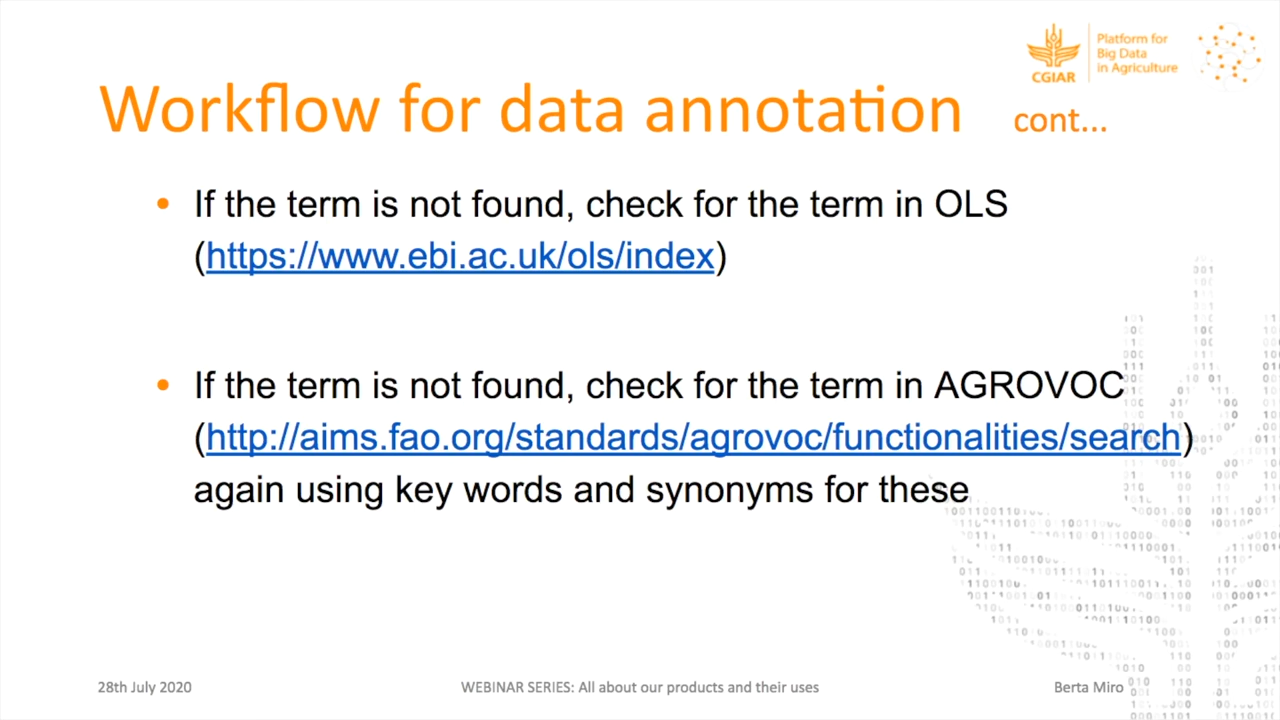 CGIAR
Platform for
Big Data
in Agriculture
Workflow for data annotation cont...
• If the term is not found, check for the term in OLS
(https://www.ebi.ac.uk/ols/index)
• If the term is not found, check for the term in AGROVOC
(http://aims.fao.org/standards/agrovoc/functionalities/search)
again using key words and synonyms for these
28th July 2020
WEBINAR SERIES: All about our products and their uses
Berta Miro